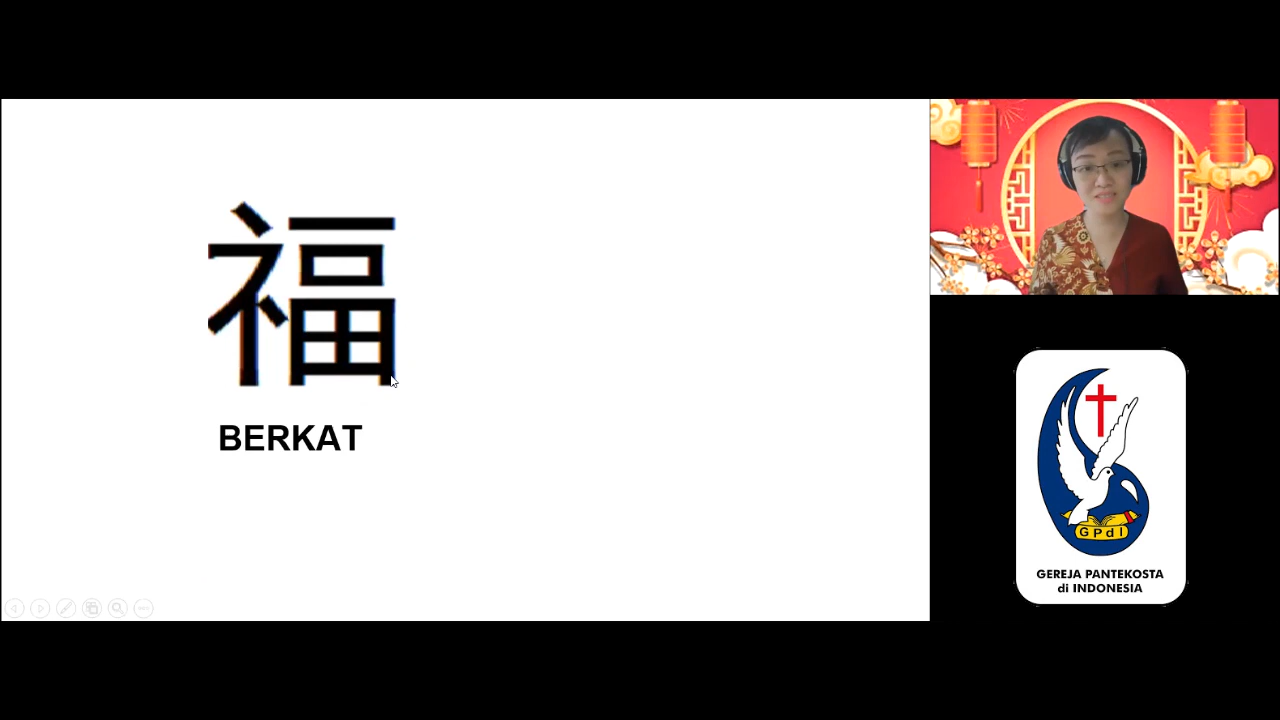 福
BERKAT
GPdI
GEREJA PANTEKOSTA
di INDONESIA